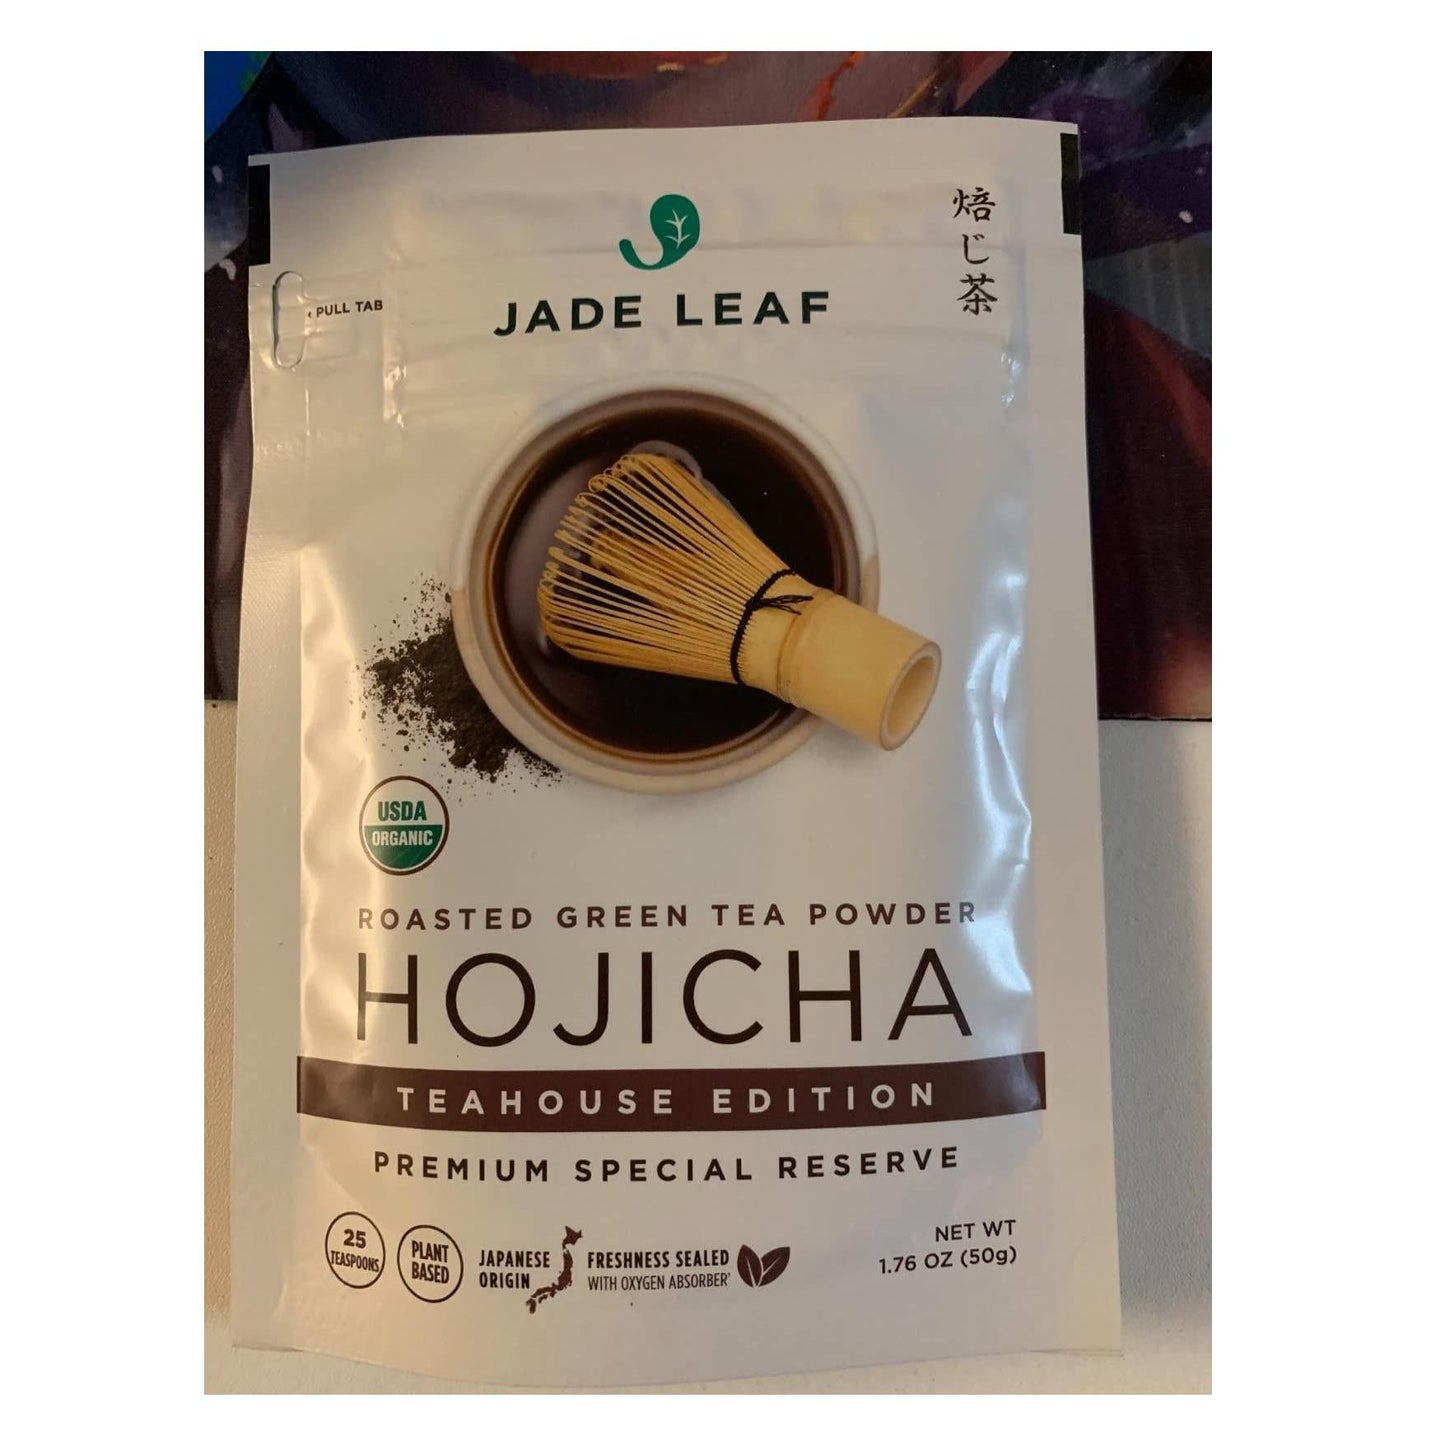 焙じ茶
JADE LEAF
‹ PULL TAB
USDA
ORGANIC
ROASTED GREEN TEA POWDER
HOJICHA
TEAHOUSE EDITION
PREMIUM SPECIAL RESERVE
25
TEASPOONS
PLANT
BASED
JAPANESE
ORIGIN
FRESHNESS SEALED
WITH OXYGEN ABSORBER*
NET WT
1.76 OZ (50g)